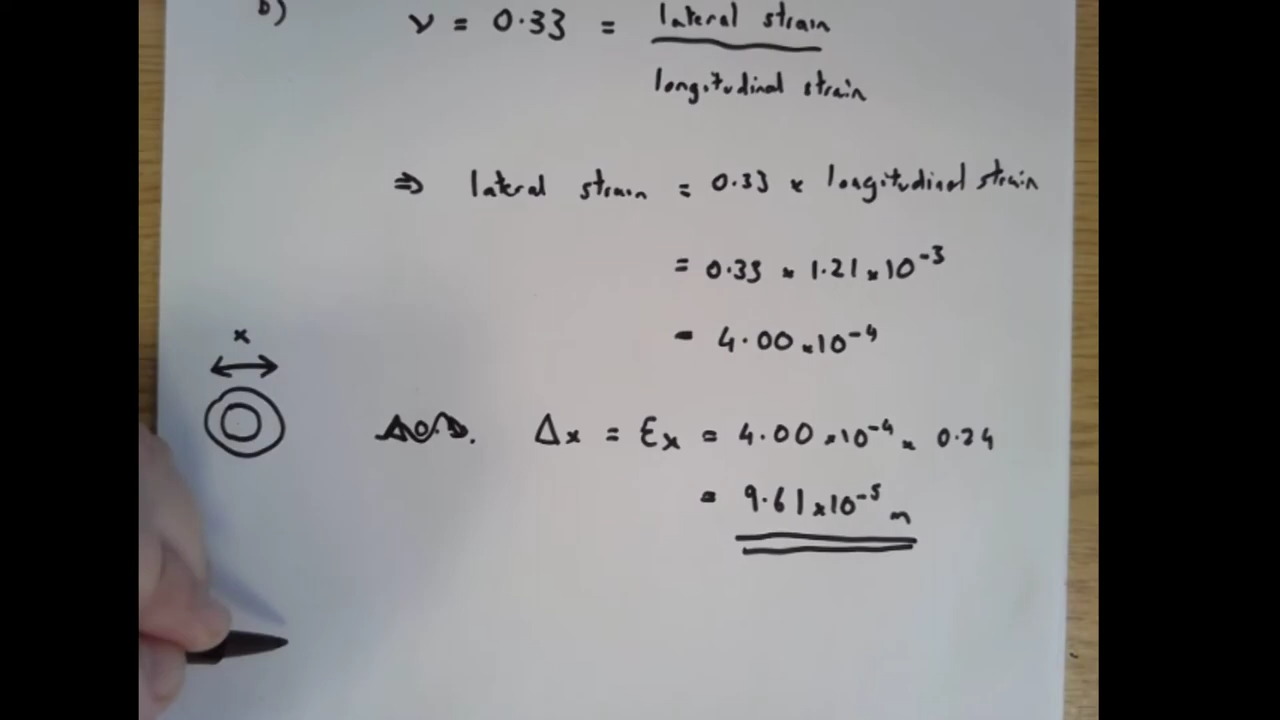 b)
ν = 0.33 = lateral strain
longitudinal strain
⇒ lateral strain = 0.33 × longitudinal strain
= 0.33 × 1.21 × 10⁻³
= 4.00 × 10⁻⁴
x
Δx = εx = 4.00 × 10⁻⁴ × 0.24
= 9.61 × 10⁻⁵ m